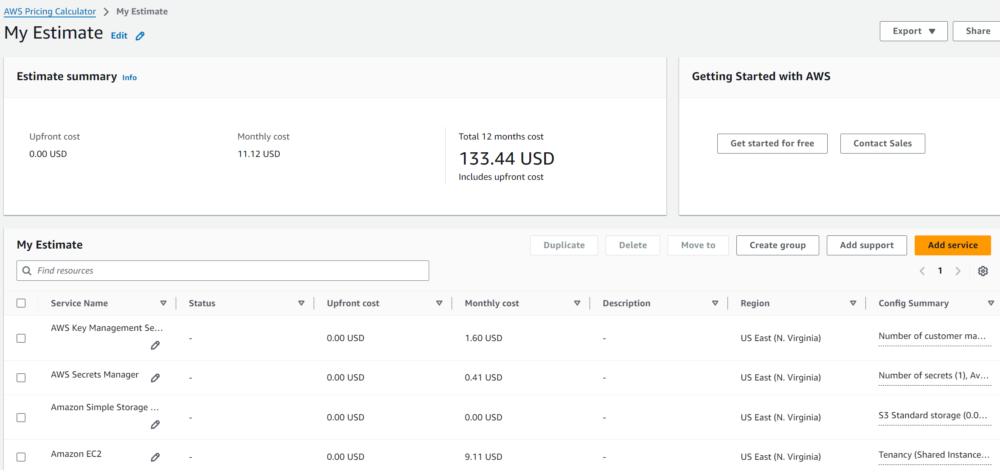 AWS Pricing Calculator > My Estimate
My Estimate Edit
Export Share
Estimate summary Info
Getting Started with AWS
Upfront cost Monthly cost Total 12 months cost
0.00 USD 11.12 USD 133.44 USD
Includes upfront cost
Get started for free Contact Sales
My Estimate Duplicate Delete Move to Create group Add support Add service
Find resources 1
Service Name Status Upfront cost Monthly cost Description Region Config Summary
AWS Key Management Se... - 0.00 USD 1.60 USD - US East (N. Virginia) Number of customer ma...
AWS Secrets Manager - 0.00 USD 0.41 USD - US East (N. Virginia) Number of secrets (1), Av...
Amazon Simple Storage ... - 0.00 USD 0.00 USD - US East (N. Virginia) S3 Standard storage (0.0...
Amazon EC2 - 0.00 USD 9.11 USD - US East (N. Virginia) Tenancy (Shared Instance...